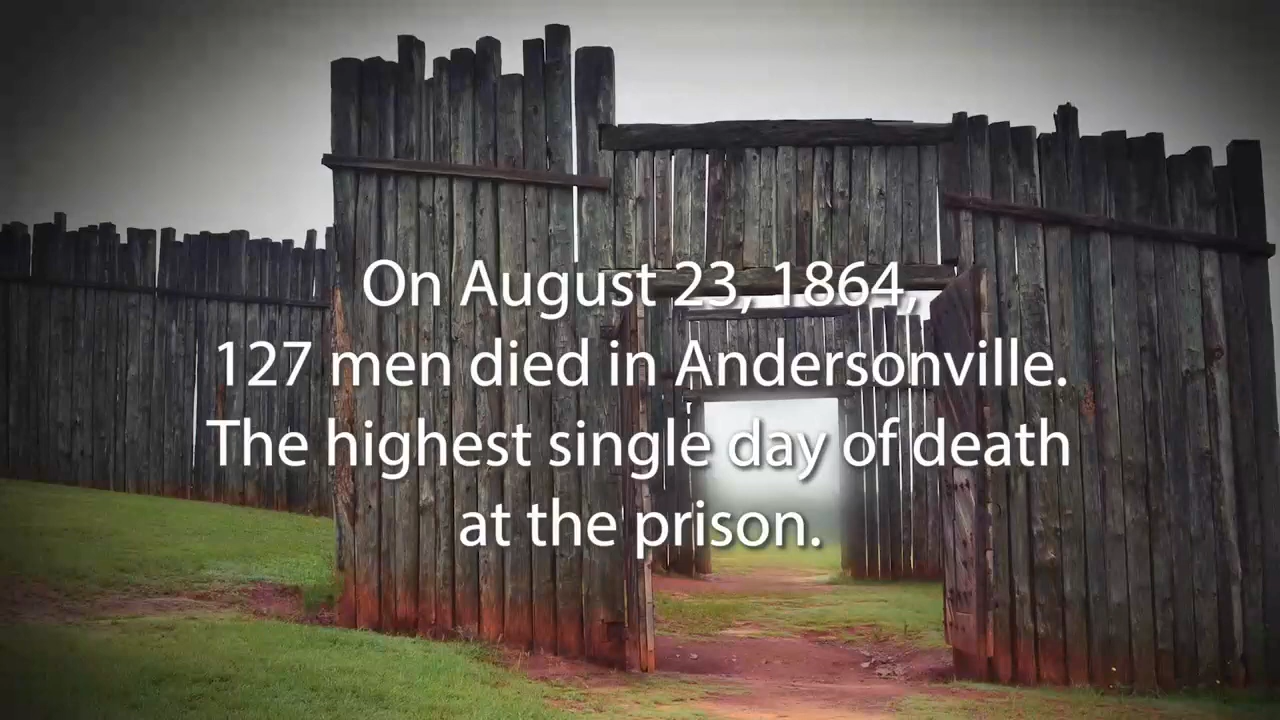 On August 23, 1864,
127 men died in Andersonville.
The highest single day of death
at the prison.